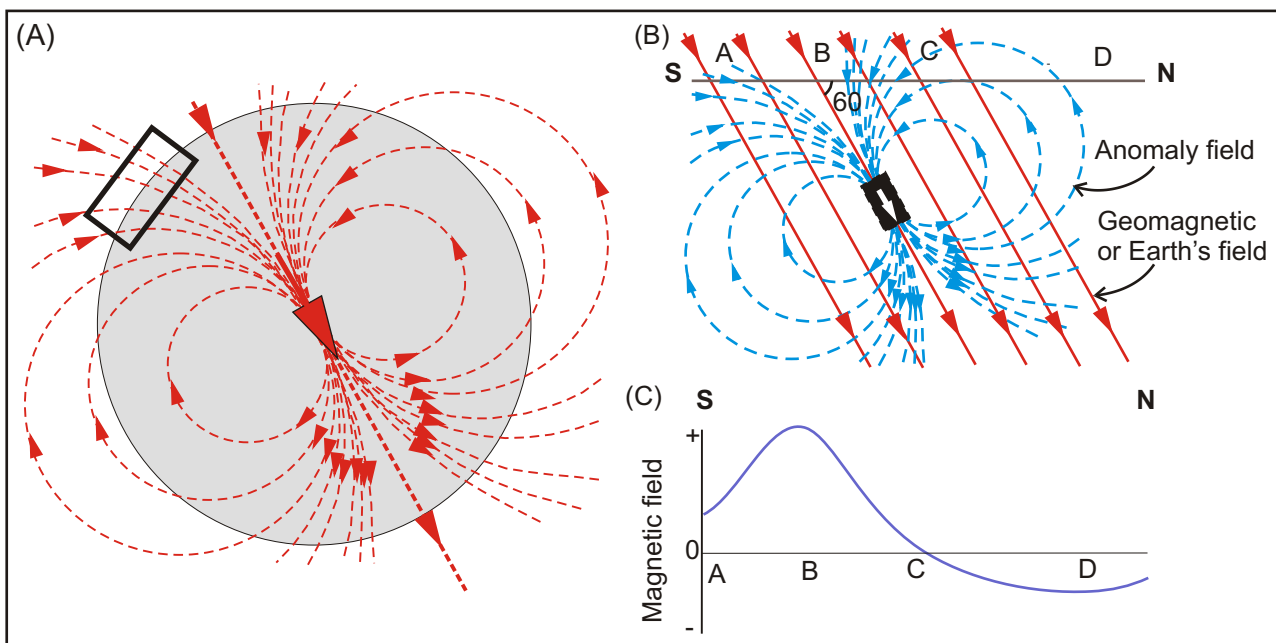 (A)
(B)
A
B
C
D
S
N
60
Anomaly field
Geomagnetic
or Earth's field
(C)
S
N
+
Magnetic field
0
A
B
C
D
-